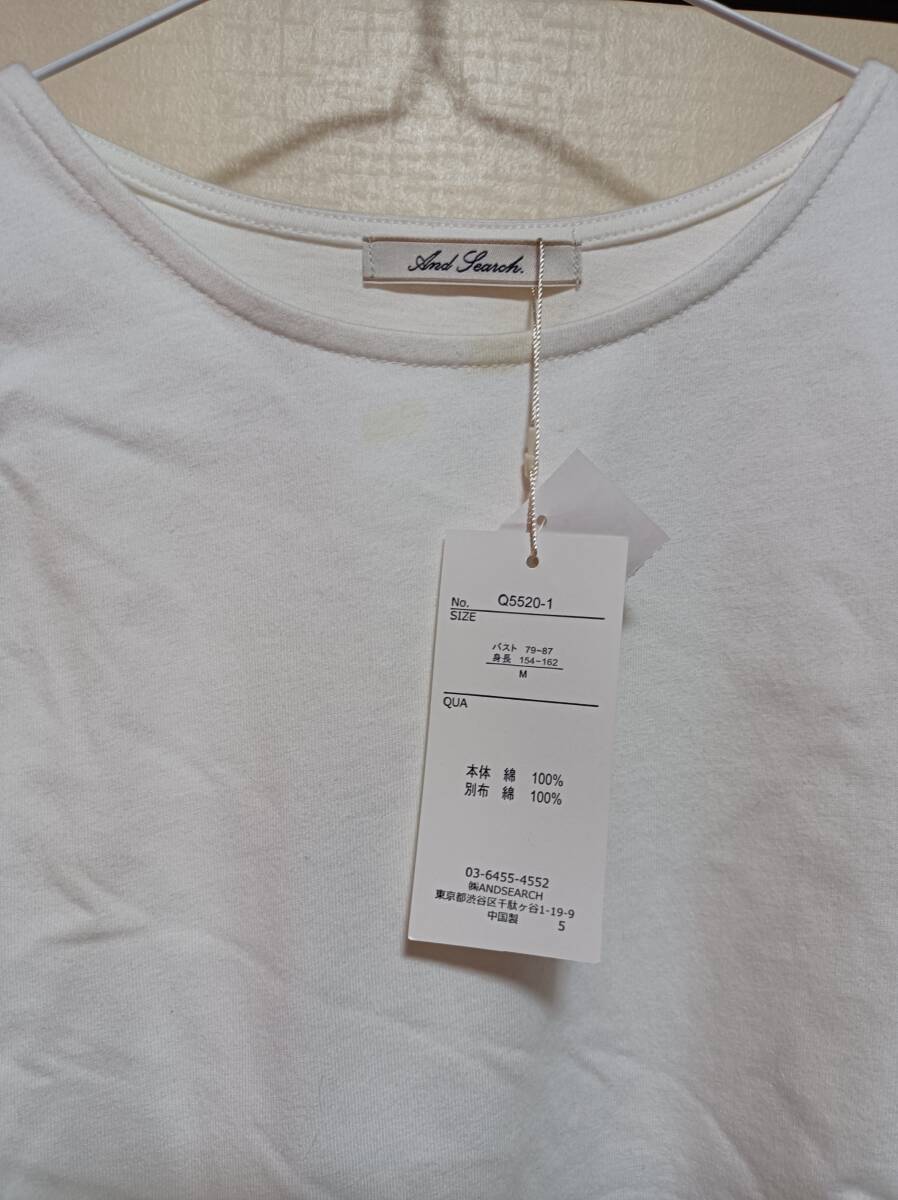 And Search.
No. Q5520-1
SIZE
バスト 79~87
身長 154-162
M
QUA
本体 綿 100%
別布 綿 100%
03-6455-4552
㈱ANDSEARCH
東京都渋谷区千駄ヶ谷1-19-9
中国製 5